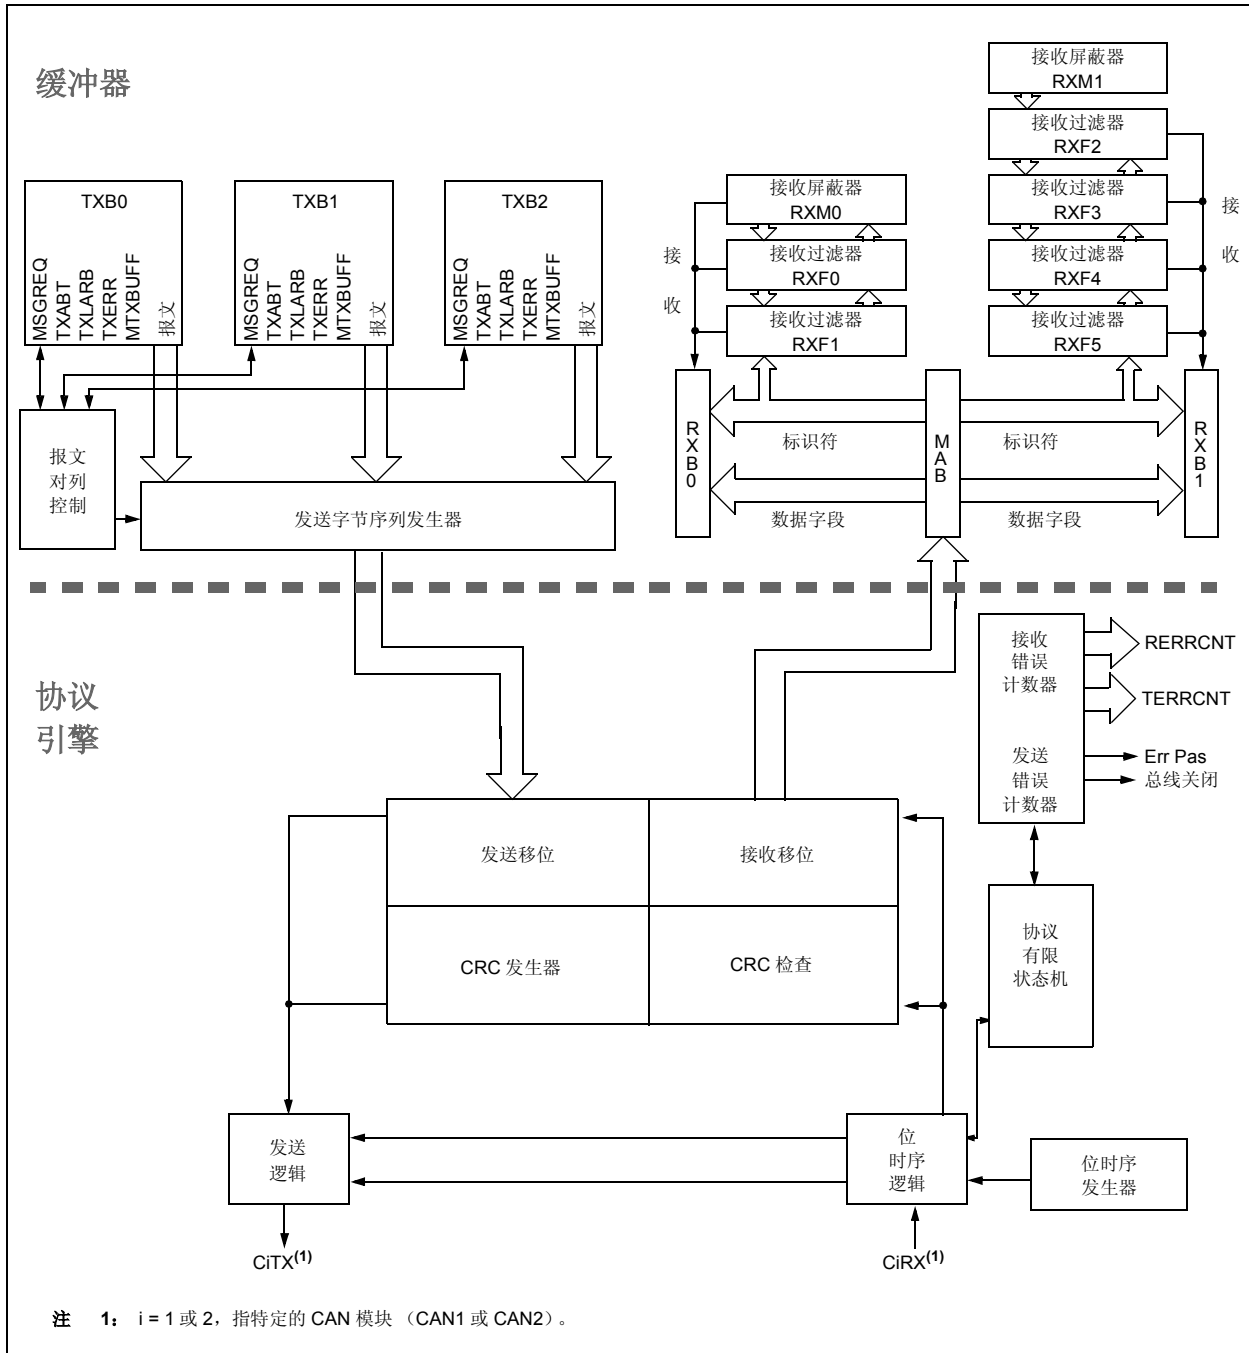 缓冲器
接收屏蔽器
RXM1
接收过滤器
RXF2
接收过滤器
RXF3
接收过滤器
RXF4
接收过滤器
RXF5
接
收
接收屏蔽器
RXM0
接收过滤器
RXF0
接收过滤器
RXF1
接
收
TXB0
MSGREQ
TXABT
TXLARB
TXERR
MTXBUFF
报文
TXB1
MSGREQ
TXABT
TXLARB
TXERR
MTXBUFF
报文
TXB2
MSGREQ
TXABT
TXLARB
TXERR
MTXBUFF
报文
报文
对列
控制
发送字节序列发生器
RXB0
标识符
数据字段
MAB
标识符
数据字段
RXB1
协议
引擎
接收
错误
计数器
发送
错误
计数器
RERRCNT
TERRCNT
Err Pas
总线关闭
发送移位
接收移位
CRC 发生器
CRC 检查
协议
有限
状态机
发送
逻辑
位
时序
逻辑
位时序
发生器
CiTX(1)
CiRX(1)
注 1: i = 1 或 2，指特定的 CAN 模块 （CAN1 或 CAN2）。